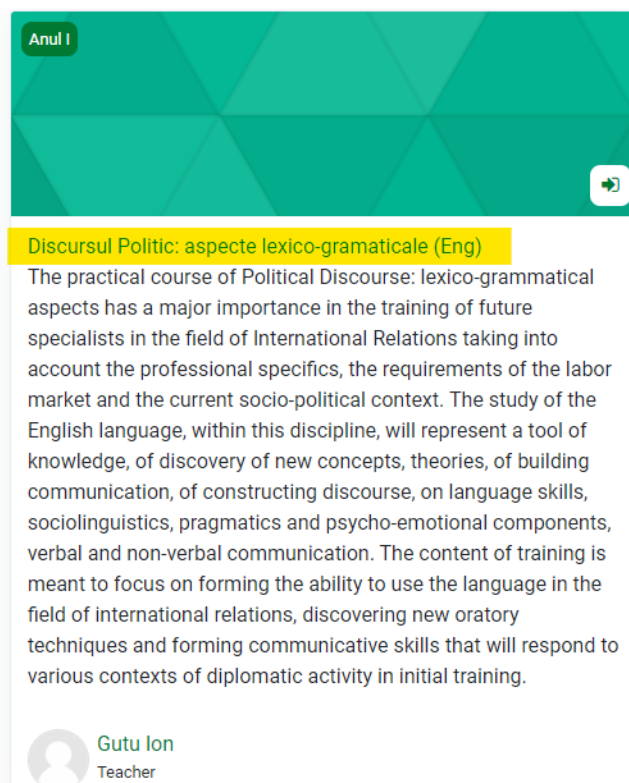 Anul I
Discursul Politic: aspecte lexico-gramaticale (Eng)
The practical course of Political Discourse: lexico-grammatical
aspects has a major importance in the training of future
specialists in the field of International Relations taking into
account the professional specifics, the requirements of the labor
market and the current socio-political context. The study of the
English language, within this discipline, will represent a tool of
knowledge, of discovery of new concepts, theories, of building
communication, of constructing discourse, on language skills,
sociolinguistics, pragmatics and psycho-emotional components,
verbal and non-verbal communication. The content of training is
meant to focus on forming the ability to use the language in the
field of international relations, discovering new oratory
techniques and forming communicative skills that will respond to
various contexts of diplomatic activity in initial training.
Gutu Ion
Teacher